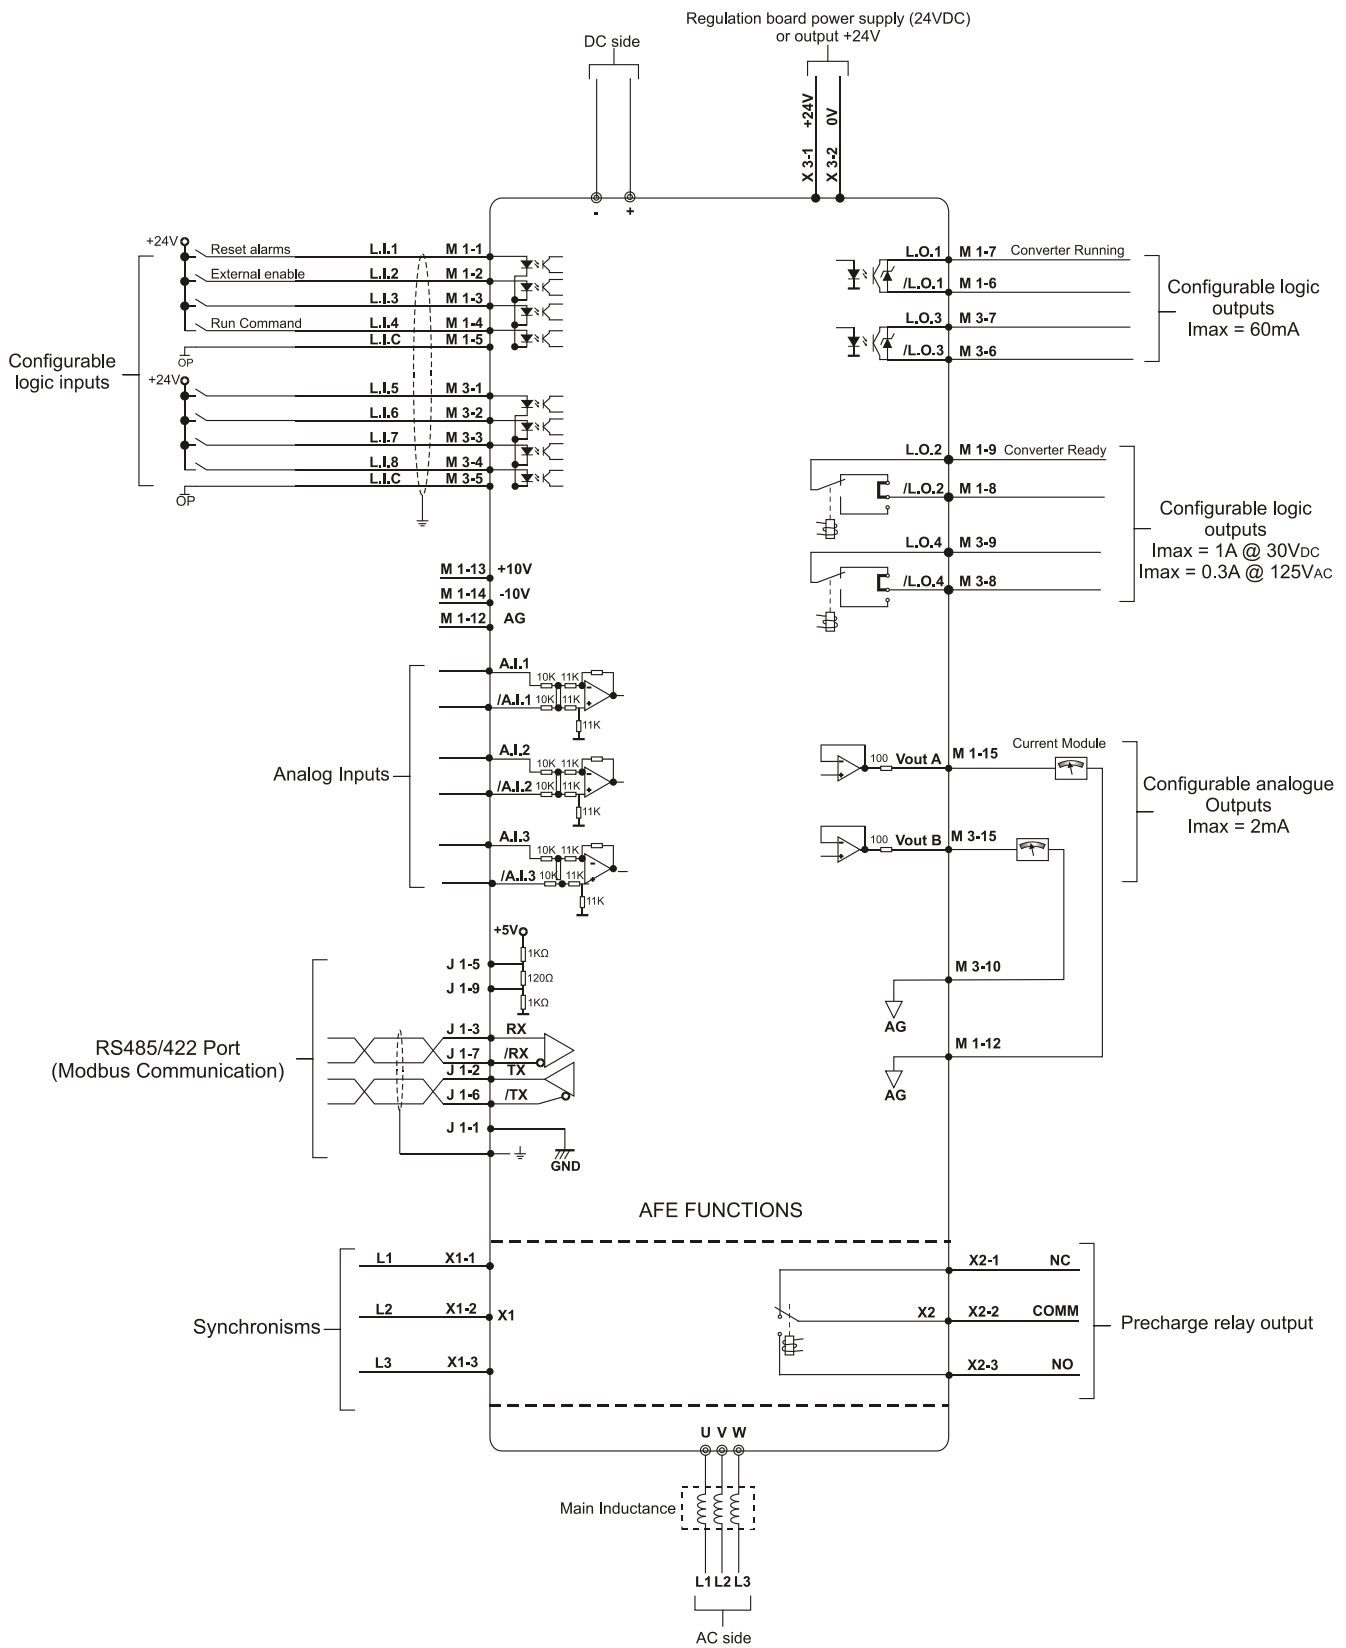 Regulation board power supply (24VDC)
or output +24V
DC side
+24V
0V
X 3-1
X 3-2
-
+
Configurable
logic inputs
+24V
Reset alarms L.I.1 M 1-1
External enable L.I.2 M 1-2
L.I.3 M 1-3
Run Command L.I.4 M 1-4
L.I.C M 1-5
OP
+24V
L.I.5 M 3-1
L.I.6 M 3-2
L.I.7 M 3-3
L.I.8 M 3-4
L.I.C M 3-5
OP
L.O.1 M 1-7 Converter Running
/L.O.1 M 1-6
L.O.3 M 3-7
/L.O.3 M 3-6
Configurable logic
outputs
Imax = 60mA
L.O.2 M 1-9 Converter Ready
/L.O.2 M 1-8
L.O.4 M 3-9
/L.O.4 M 3-8
Configurable logic
outputs
Imax = 1A @ 30VDC
Imax = 0.3A @ 125VAC
M 1-13 +10V
M 1-14 -10V
M 1-12 AG
Analog Inputs
A.I.1
10K 11K
-
/A.I.1 10K 11K
+
11K
A.I.2
10K 11K
-
/A.I.2 10K 11K
+
11K
A.I.3
10K 11K
-
/A.I.3 10K 11K
+
11K
- + 100 Vout A M 1-15 Current Module
- + 100 Vout B M 3-15
Configurable analogue
Outputs
Imax = 2mA
M 3-10
AG
M 1-12
AG
RS485/422 Port
(Modbus Communication)
+5V
1KΩ
J 1-5
120Ω
J 1-9
1KΩ
J 1-3 RX
J 1-7 /RX
J 1-2 TX
J 1-6 /TX
J 1-1
GND
AFE FUNCTIONS
Synchronisms
L1 X1-1
L2 X1-2 X1
L3 X1-3
X2-1 NC
X2 X2-2 COMM
X2-3 NO
Precharge relay output
U V W
Main Inductance
L1 L2 L3
AC side